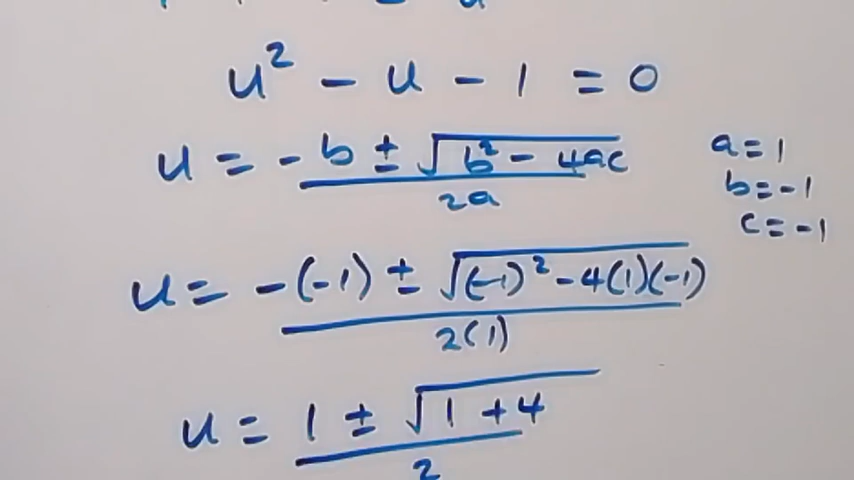 u² - u - 1 = 0
u = -b ± √(b² - 4ac) / 2a
a = 1
b = -1
c = -1
u = -(-1) ± √((-1)² - 4(1)(-1)) / 2(1)
u = 1 ± √(1 + 4) / 2